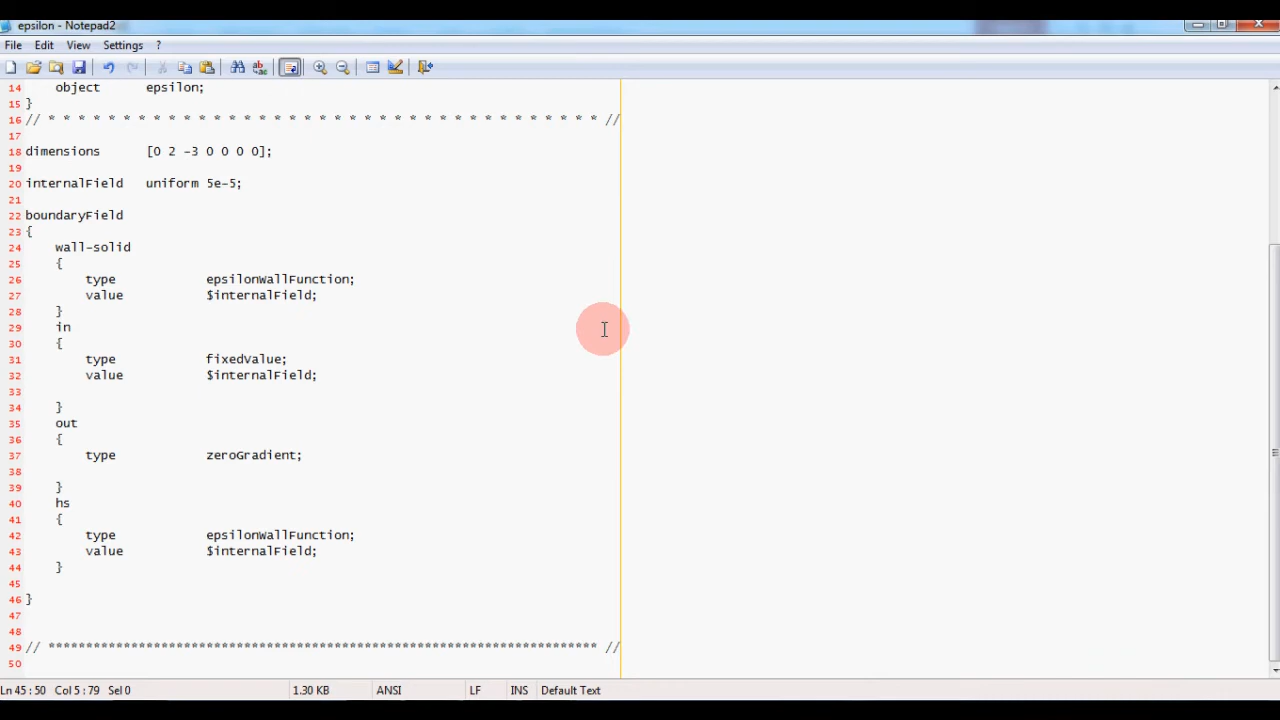 epsilon - Notepad2
File Edit View Settings ?
14 object epsilon;
15 }
16 // * * * * * * * * * * * * * * * * * * * * * * * * * * * * * * * * * * * * * //
17
18 dimensions [0 2 -3 0 0 0 0];
19
20 internalField uniform 5e-5;
21
22 boundaryField
23 {
24 wall-solid
25 {
26 type epsilonWallFunction;
27 value $internalField;
28 }
29 in
30 {
31 type fixedValue;
32 value $internalField;
33
34 }
35 out
36 {
37 type zeroGradient;
38
39 }
40 hs
41 {
42 type epsilonWallFunction;
43 value $internalField;
44 }
45
46 }
47
48
49 // ************************************************************************* //
50
Ln 45 : 50 Col 5 : 79 Sel 0 1.30 KB ANSI LF INS Default Text